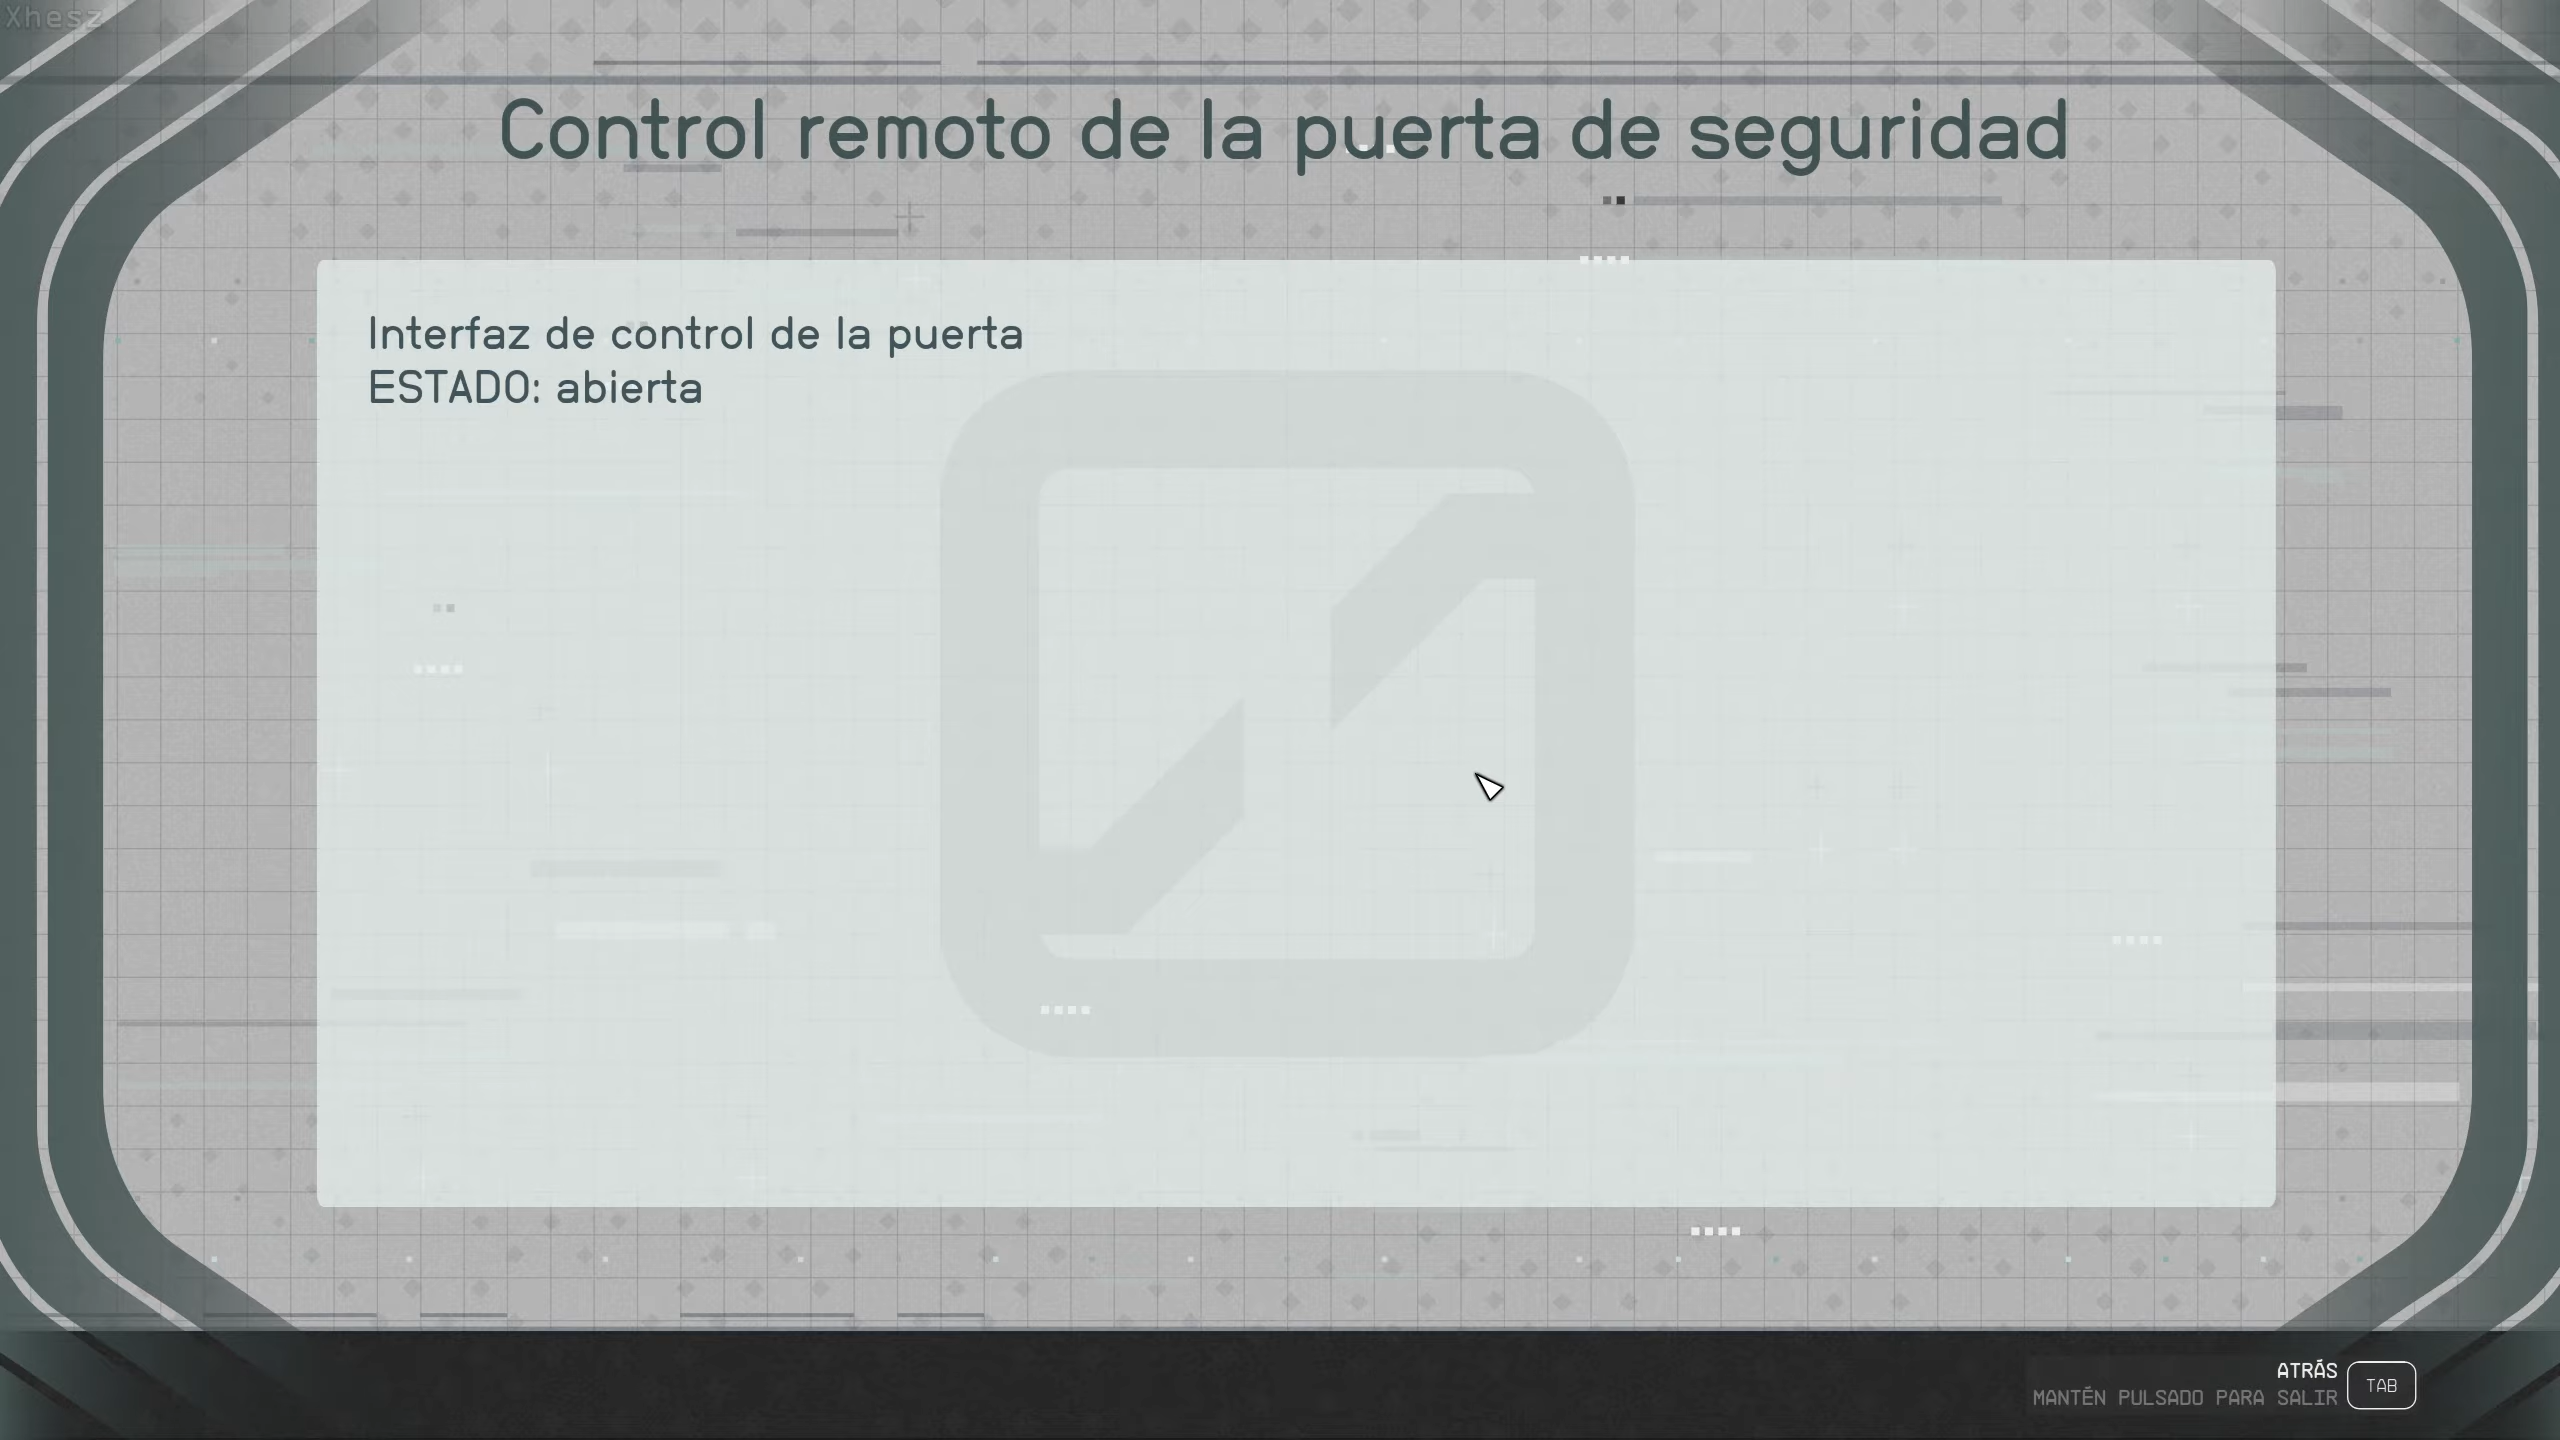 Xhesz
Control remoto de la puerta de seguridad
Interfaz de control de la puerta
ESTADO: abierta
ATRÁS
MANTÉN PULSADO PARA SALIR
TAB